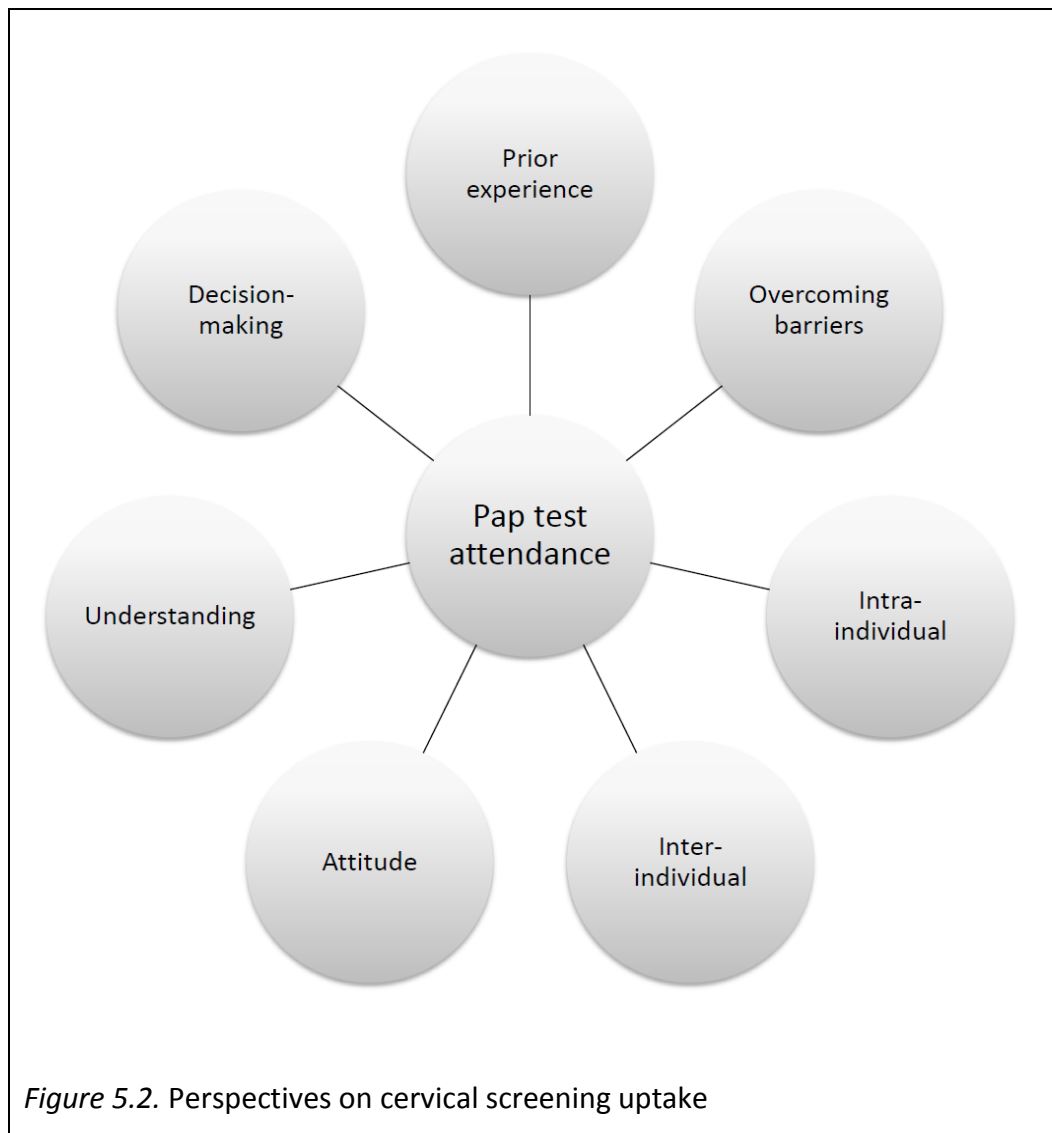 Prior
experience
Decision-
making
Overcoming
barriers
Pap test
attendance
Understanding
Intra-
individual
Attitude
Inter-
individual
Figure 5.2. Perspectives on cervical screening uptake